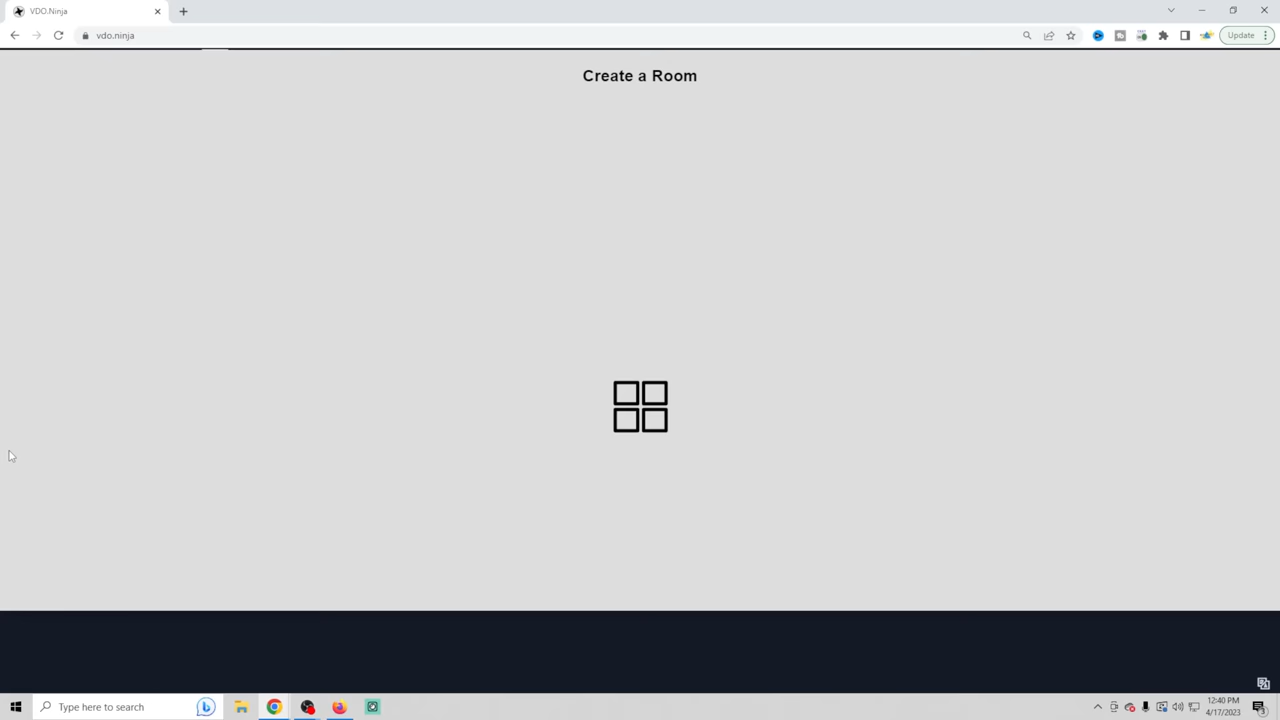 VDO.Ninja
vdo.ninja
Update
Create a Room
Type here to search
12:40 PM
4/17/2023